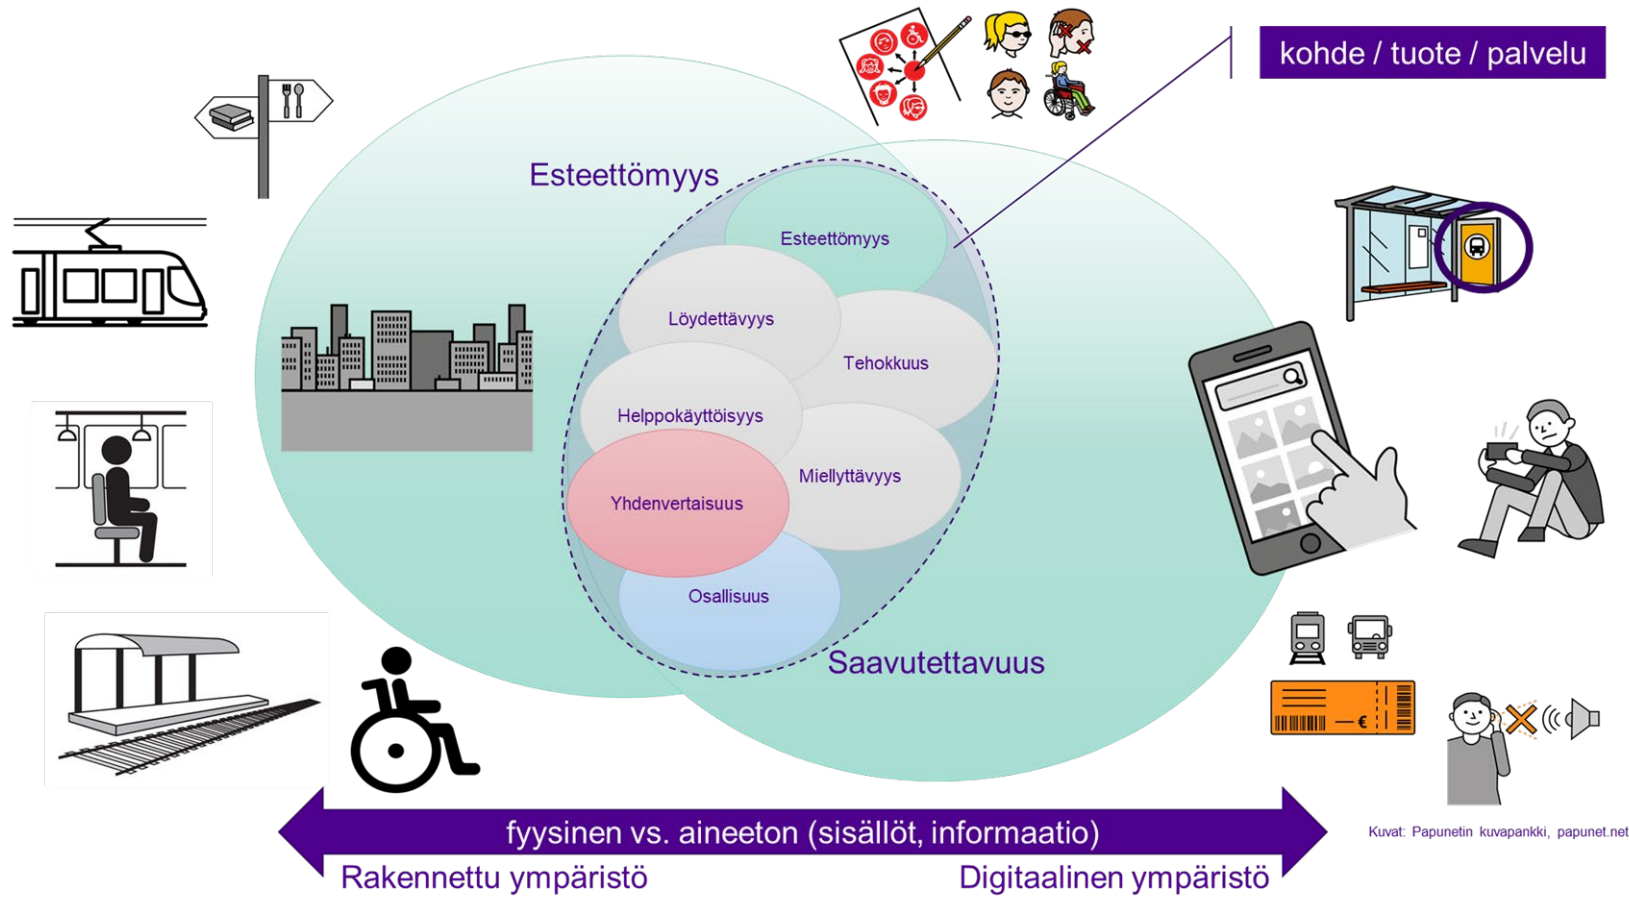 kohde / tuote / palvelu
Esteettömyys
Esteettömyys
Löydettävyys
Tehokkuus
Helppokäyttöisyys
Miellyttävyys
Yhdenvertaisuus
Osallisuus
Saavutettavuus
€
fyysinen vs. aineeton (sisällöt, informaatio)
Kuvat: Papunetin kuvapankki, papunet.net
Rakennettu ympäristö
Digitaalinen ympäristö